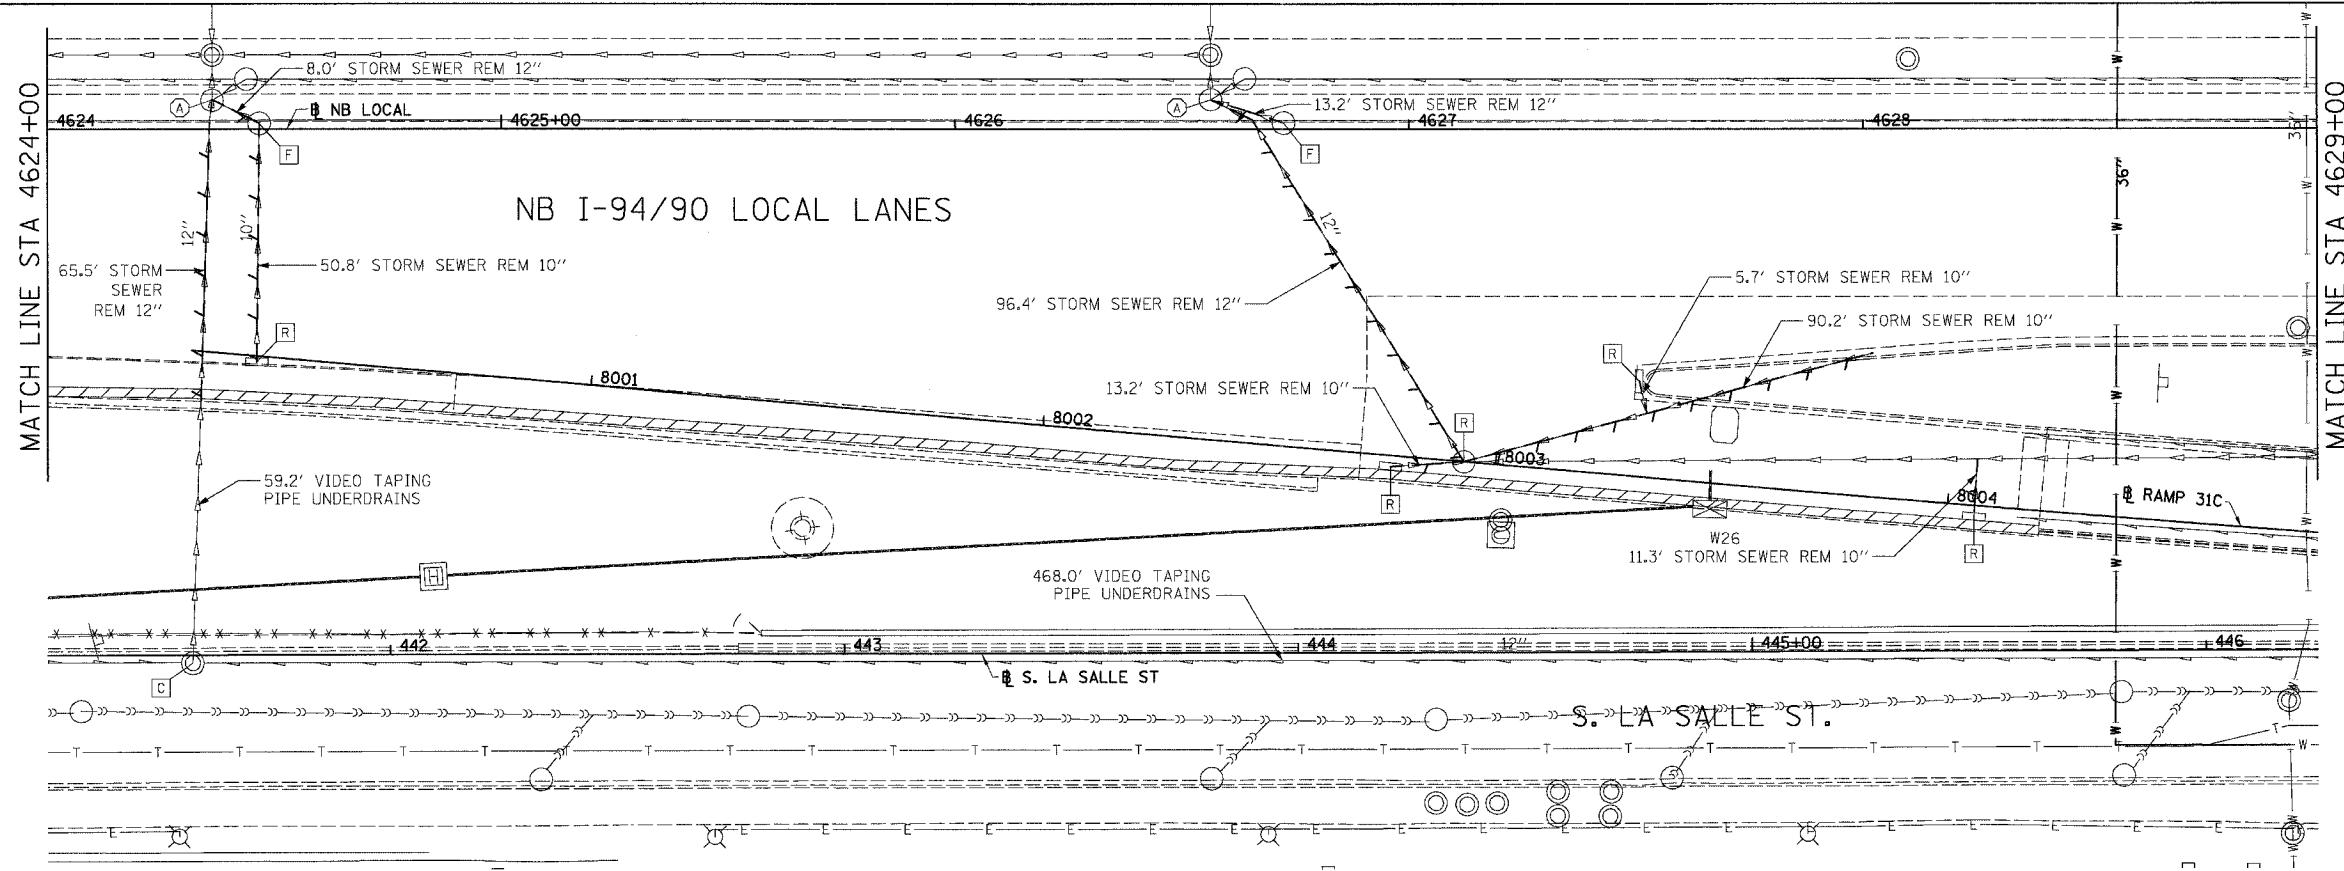 MATCH LINE STA 4624+00
MATCH LINE STA 4629+00
8.0' STORM SEWER REM 12"
13.2' STORM SEWER REM 12"
A
A
B NB LOCAL
4624
4625+00
4626
4627
4628
F
F
36"
36"
NB I-94/90 LOCAL LANES
12"
10"
12"
65.5' STORM
SEWER
REM 12"
50.8' STORM SEWER REM 10"
96.4' STORM SEWER REM 12"
5.7' STORM SEWER REM 10"
90.2' STORM SEWER REM 10"
R
R
8001
13.2' STORM SEWER REM 10"
8002
R
8003
59.2' VIDEO TAPING
PIPE UNDERDRAINS
R
8004
B RAMP 31C
W26
11.3' STORM SEWER REM 10"
R
H
468.0' VIDEO TAPING
PIPE UNDERDRAINS
442
443
444
12"
445+00
446
C
B S. LA SALLE ST
S. LA SALLE ST.
T T T T T T T T T T T T T T T T T T T T T T T T T T T T
W
E E E E E E E E E E E E E E E E E E E E